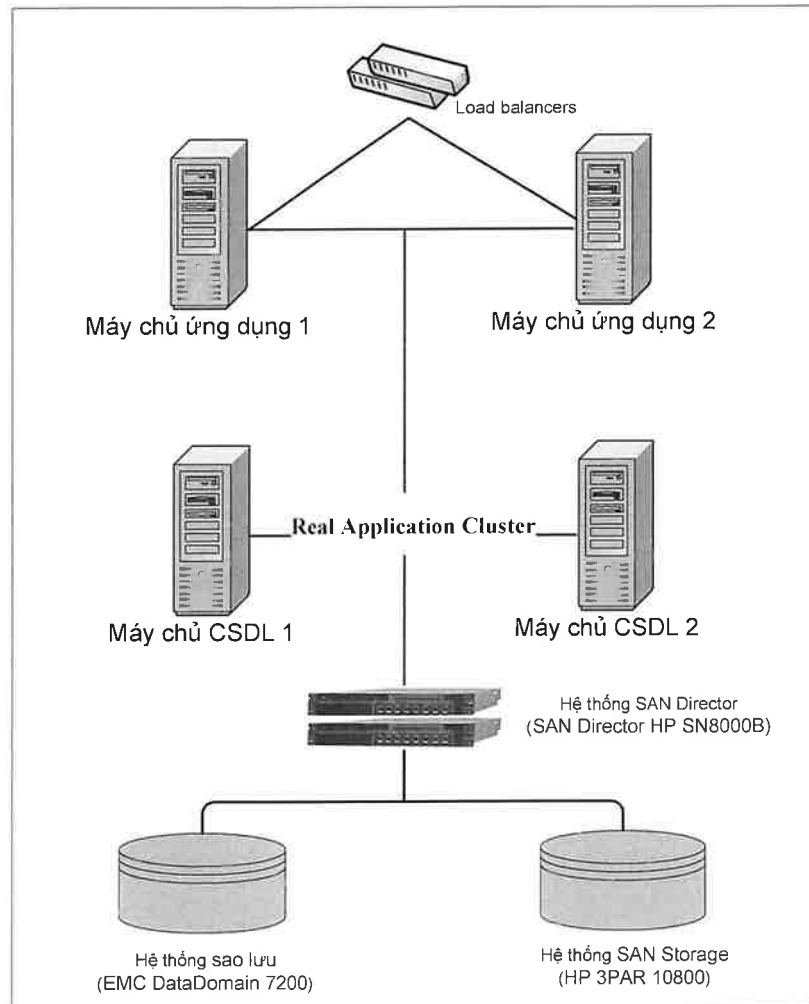 Load balancers
Máy chủ ứng dụng 1
Máy chủ ứng dụng 2
Real Application Cluster
Máy chủ CSDL 1
Máy chủ CSDL 2
Hệ thống SAN Director
(SAN Director HP SN8000B)
Hệ thống sao lưu
(EMC DataDomain 7200)
Hệ thống SAN Storage
(HP 3PAR 10800)